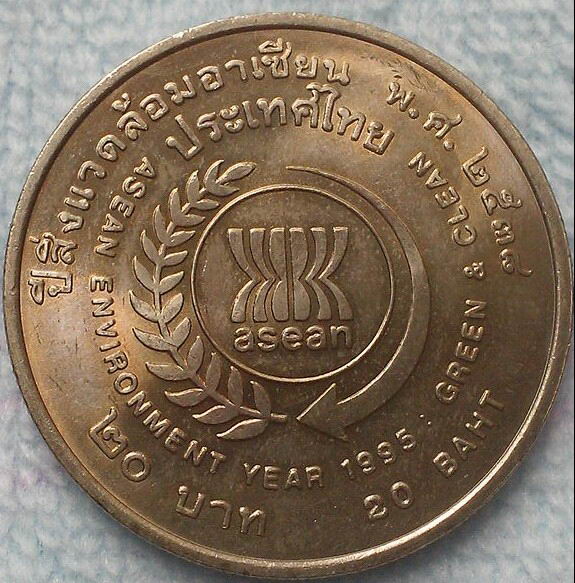 ปีสิ่งแวดล้อมอาเซียน พ.ศ. ๒๕๓๘
ประเทศไทย
ASEAN ENVIRONMENT YEAR 1995 : GREEN & CLEAN
asean
๒๐ บาท 20 BAHT